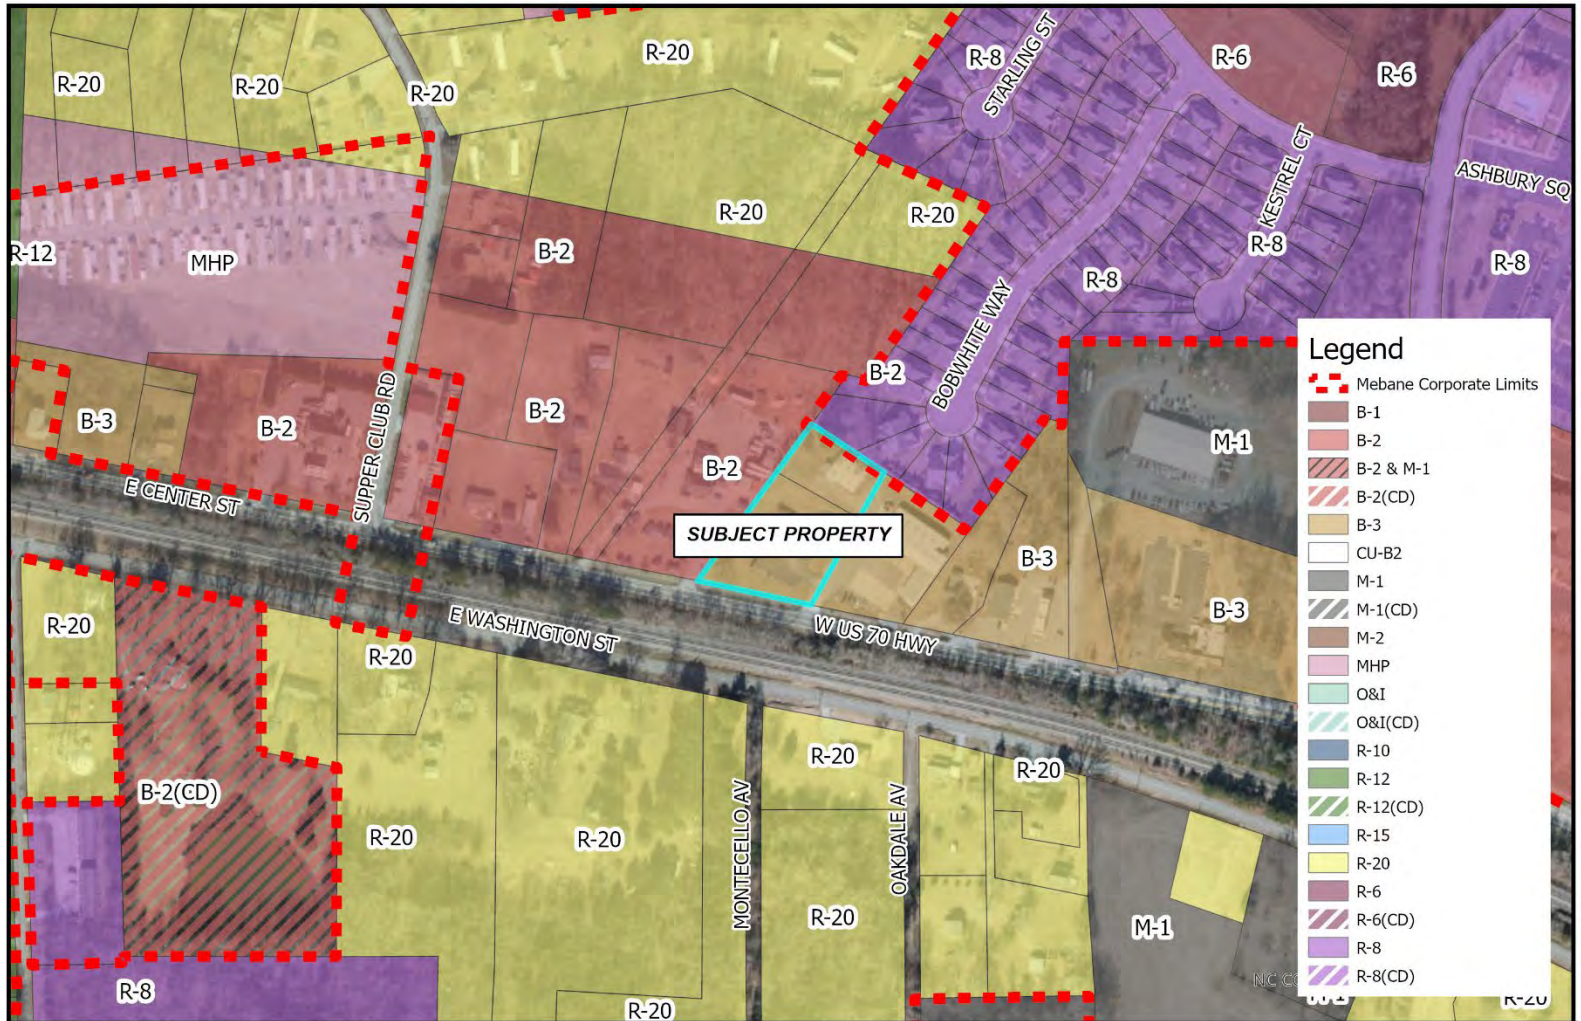 R-20
R-20
R-20
R-20
R-8
STARLING ST
R-6
R-6
KESTREL CT
ASHBURY SQ
R-12
MHP
B-2
R-20
R-20
R-8
R-8
R-8
BOBWHITE WAY
B-3
B-2
SUPPER CLUB RD
B-2
B-2
B-2
M-1
E CENTER ST
SUBJECT PROPERTY
B-3
B-3
W US 70 HWY
E WASHINGTON ST
R-20
R-20
B-2(CD)
R-20
R-20
MONTECELLO AV
R-20
R-20
OAKDALE AV
R-20
M-1
R-8
R-20
NC CO
M-1
R-20
Legend
Mebane Corporate Limits
B-1
B-2
B-2 & M-1
B-2(CD)
B-3
CU-B2
M-1
M-1(CD)
M-2
MHP
O&I
O&I(CD)
R-10
R-12
R-12(CD)
R-15
R-20
R-6
R-6(CD)
R-8
R-8(CD)